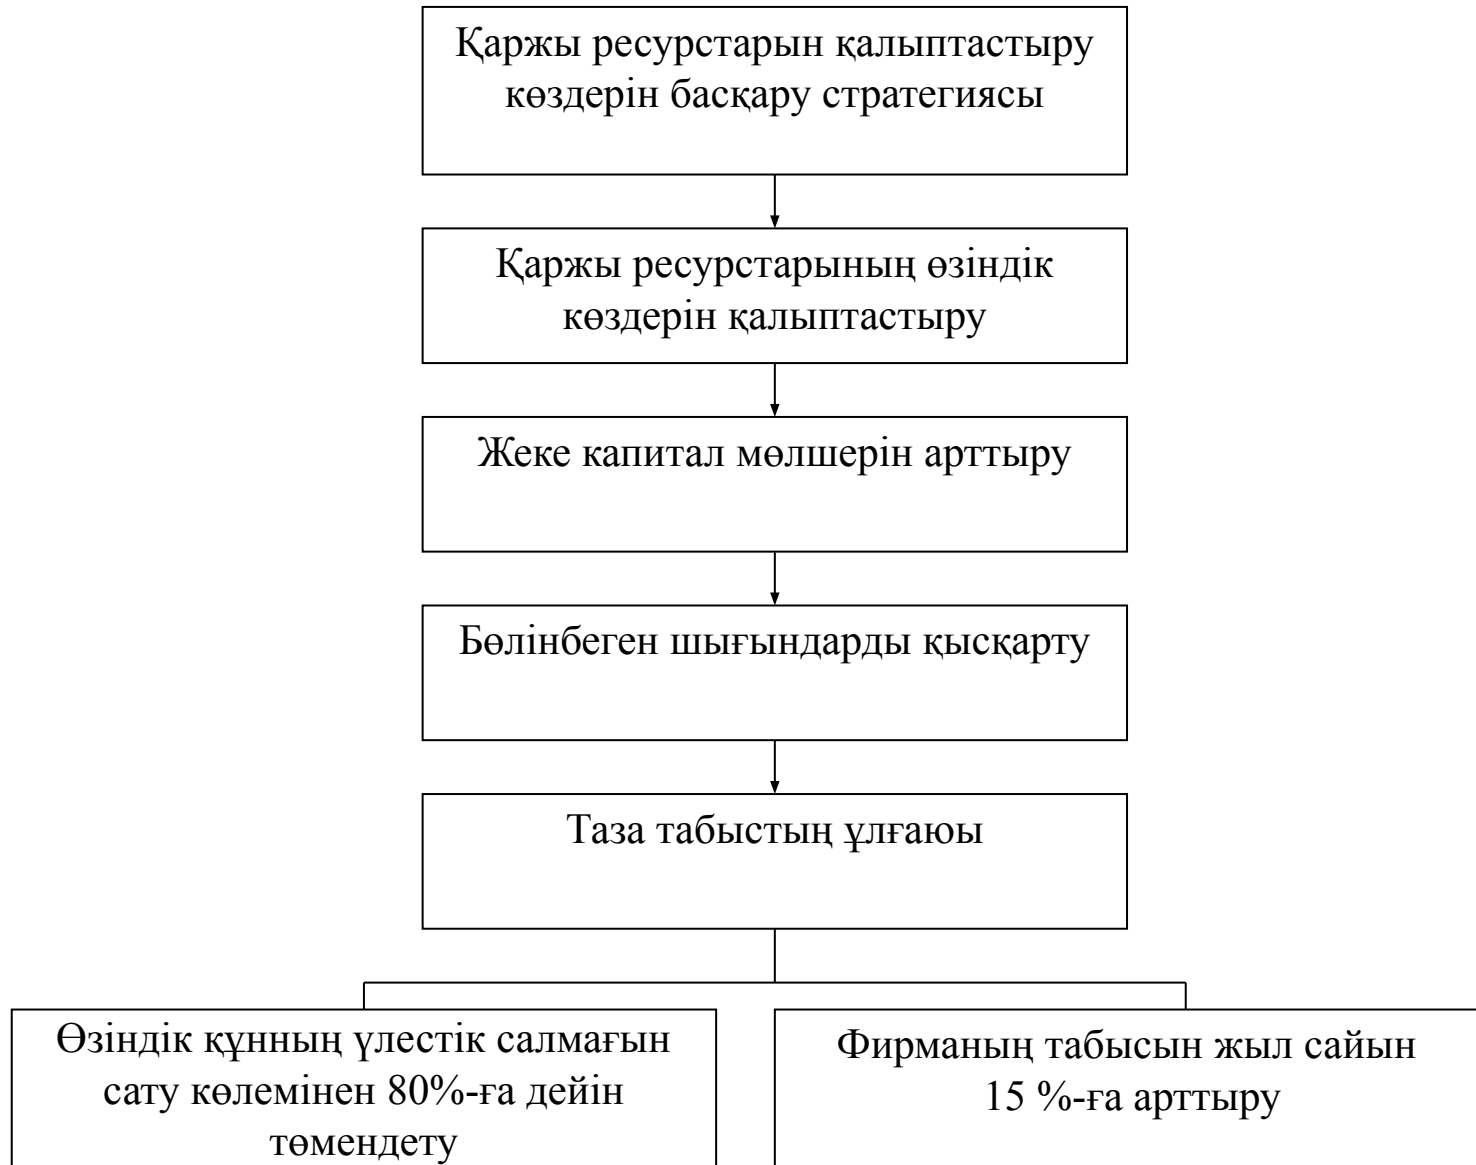 Қаржы ресурстарын қалыптастыру
көздерін басқару стратегиясы
Қаржы ресурстарының өзіндік
көздерін қалыптастыру
Жеке капитал мөлшерін арттыру
Бөлінбеген шығындарды қысқарту
Таза табыстың ұлғаюы
Өзіндік құнның үлестік салмағын
сату көлемінен 80%-ға дейін
төмендету
Фирманың табысын жыл сайын
15 %-ға арттыру